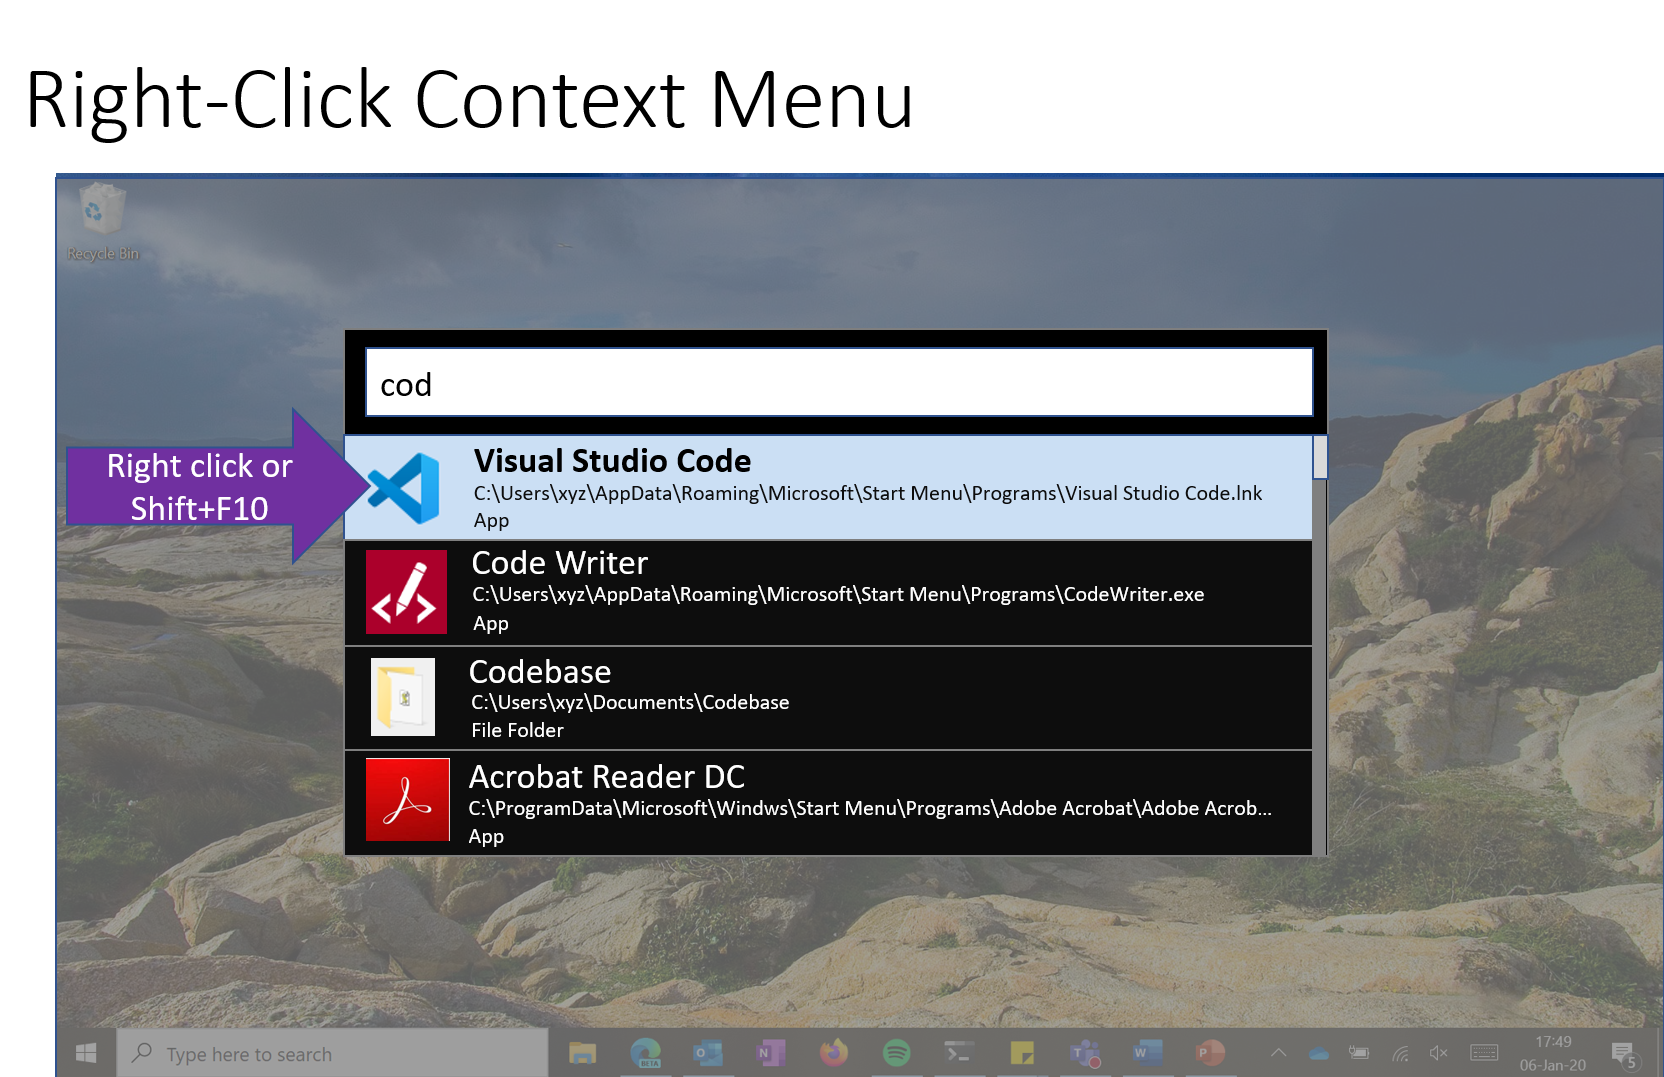 Right-Click Context Menu
Recycle Bin
cod
Right click or
Shift+F10
Visual Studio Code
C:\Users\xyz\AppData\Roaming\Microsoft\Start Menu\Programs\Visual Studio Code.lnk
App
Code Writer
C:\Users\xyz\AppData\Roaming\Microsoft\Start Menu\Programs\CodeWriter.exe
App
Codebase
C:\Users\xyz\Documents\Codebase
File Folder
Acrobat Reader DC
C:\ProgramData\Microsoft\Windws\Start Menu\Programs\Adobe Acrobat\Adobe Acrob...
App
Type here to search
BETA
O
N
T
W
P
17:49
06-Jan-20
5